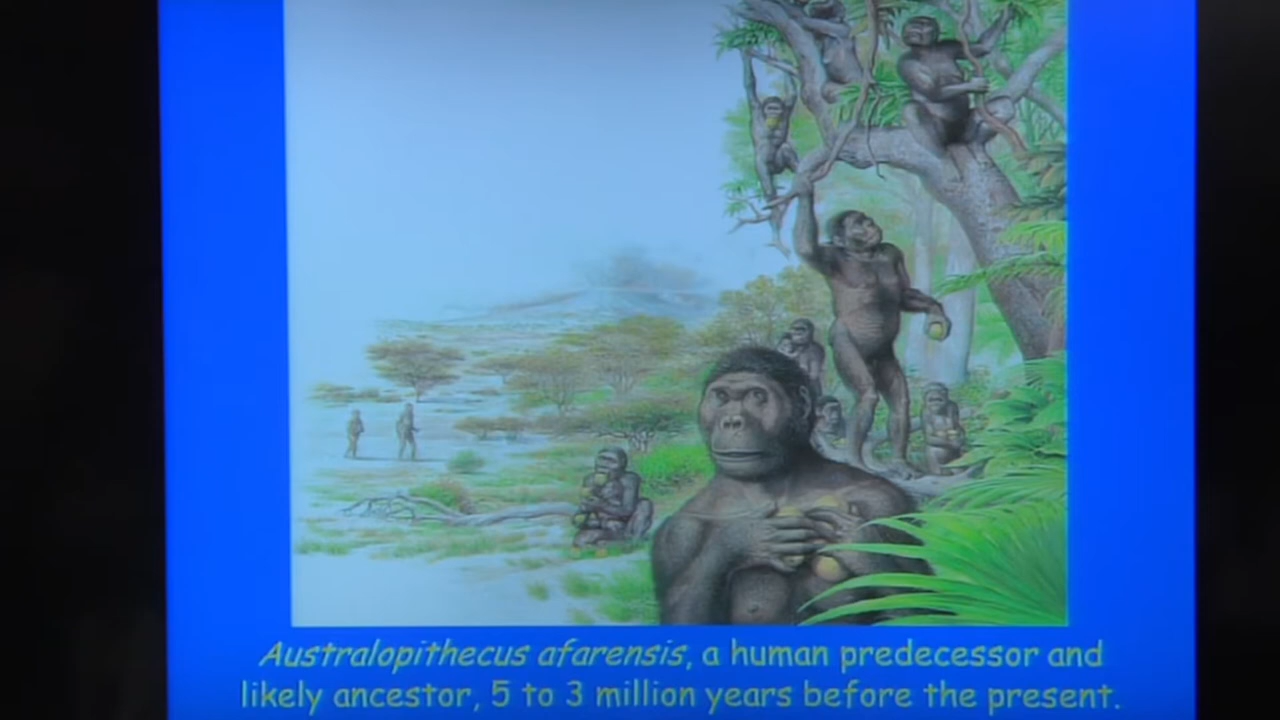 Australopithecus afarensis, a human predecessor and
likely ancestor, 5 to 3 million years before the present.